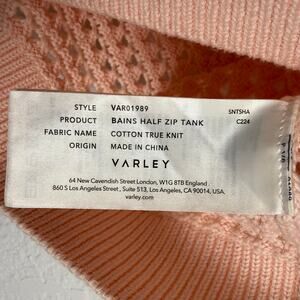 STYLE VAR01989 SNTSHA
PRODUCT BAINS HALF ZIP TANK C224
FABRIC NAME COTTON TRUE KNIT
ORIGIN MADE IN CHINA
VARLEY
64 New Cavendish Street London, W1G 8TB England
860 S Los Angeles Street, Suite 513, Los Angeles, CA 90014, USA.
varley.com